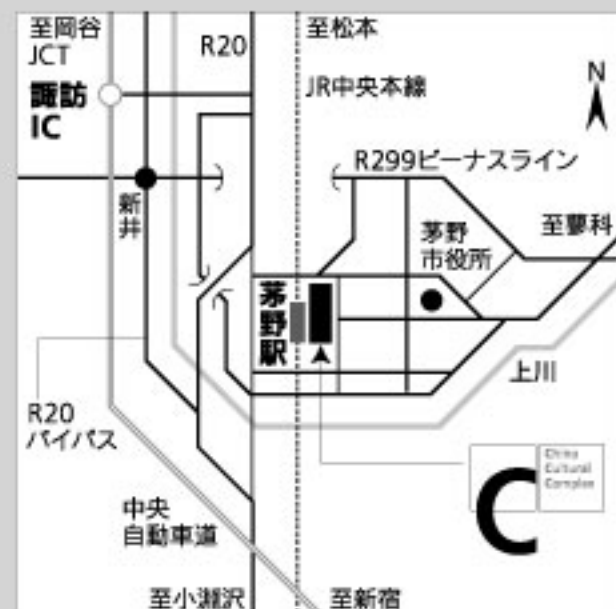 至岡谷
JCT
R20
至松本
諏訪
IC
JR中央本線
N
R299ビーナスライン
新井
茅野
市役所
至蓼科
茅野駅
上川
R20
バイパス
China
Cultural
Complex
C
中央
自動車道
至小淵沢
至新宿